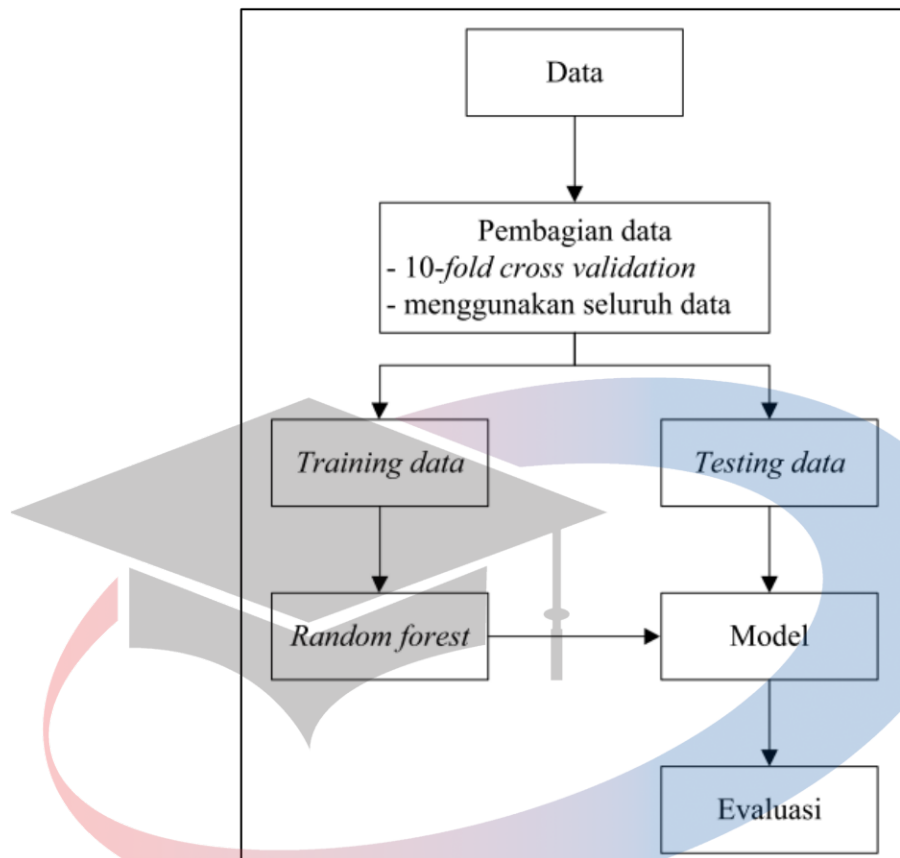 Data
Pembagian data
- 10-fold cross validation
- menggunakan seluruh data
Training data
Testing data
Random forest
Model
Evaluasi